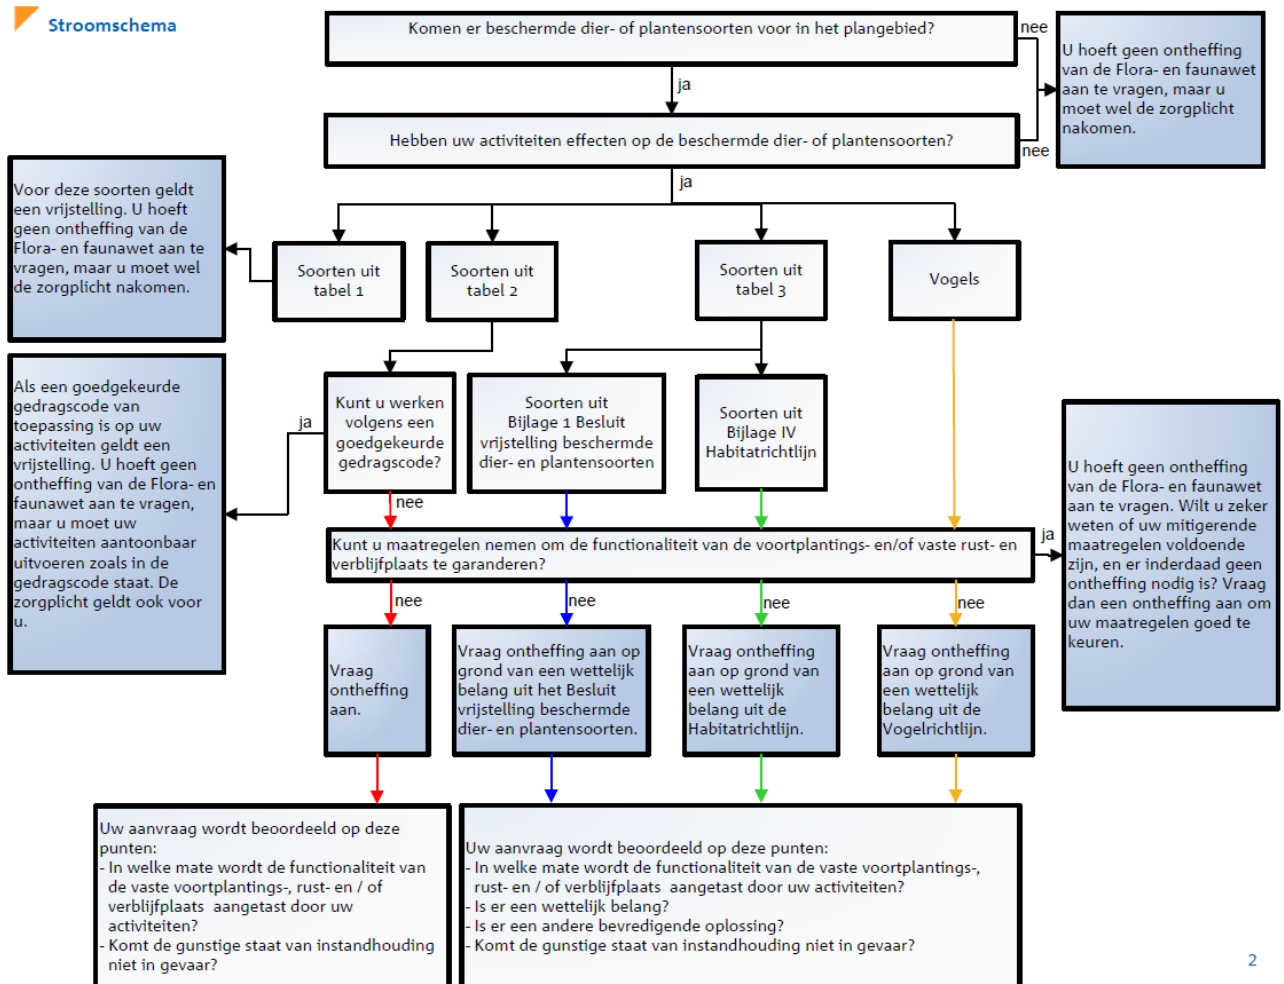 Stroomschema
Komen er beschermde dier- of plantensoorten voor in het plangebied?
nee
U hoeft geen ontheffing
van de Flora- en faunawet
aan te vragen, maar u
moet wel de zorgplicht
nakomen.
ja
Hebben uw activiteiten effecten op de beschermde dier- of plantensoorten?
nee
ja
Voor deze soorten geldt
een vrijstelling. U hoeft
geen ontheffing van de
Flora- en faunawet aan te
vragen, maar u moet wel
de zorgplicht nakomen.
Soorten uit
tabel 1
Soorten uit
tabel 2
Soorten uit
tabel 3
Vogels
Als een goedgekeurde
gedragscode van
toepassing is op uw
activiteiten geldt een
vrijstelling. U hoeft geen
ontheffing van de Flora- en
faunawet aan te vragen,
maar u moet uw
activiteiten aantoonbaar
uitvoeren zoals in de
gedragscode staat. De
zorgplicht geldt ook voor
u.
ja
Kunt u werken
volgens een
goedgekeurde
gedragscode?
Soorten uit
Bijlage 1 Besluit
vrijstelling beschermde
dier- en plantensoorten
Soorten uit
Bijlage IV
Habitatrichtlijn
nee
Kunt u maatregelen nemen om de functionaliteit van de voortplantings- en/of vaste rust- en
verblijfplaats te garanderen?
ja
U hoeft geen ontheffing
van de Flora- en faunawet
aan te vragen. Wilt u zeker
weten of uw mitigerende
maatregelen voldoende
zijn, en er inderdaad geen
ontheffing nodig is? Vraag
dan een ontheffing aan om
uw maatregelen goed te
keuren.
nee
nee
nee
nee
Vraag
ontheffing
aan.
Vraag ontheffing aan op
grond van een wettelijk
belang uit het Besluit
vrijstelling beschermde
dier- en plantensoorten.
Vraag ontheffing
aan op grond van
een wettelijk
belang uit de
Habitatrichtlijn.
Vraag ontheffing
aan op grond van
een wettelijk
belang uit de
Vogelrichtlijn.
Uw aanvraag wordt beoordeeld op deze
punten:
- In welke mate wordt de functionaliteit van
de vaste voortplantings-, rust- en / of
verblijfplaats aangetast door uw
activiteiten?
- Komt de gunstige staat van instandhouding
niet in gevaar?
Uw aanvraag wordt beoordeeld op deze punten:
- In welke mate wordt de functionaliteit van de vaste voortplantings-,
rust- en / of verblijfplaats aangetast door uw activiteiten?
- Is er een wettelijk belang?
- Is er een andere bevredigende oplossing?
- Komt de gunstige staat van instandhouding niet in gevaar?
2